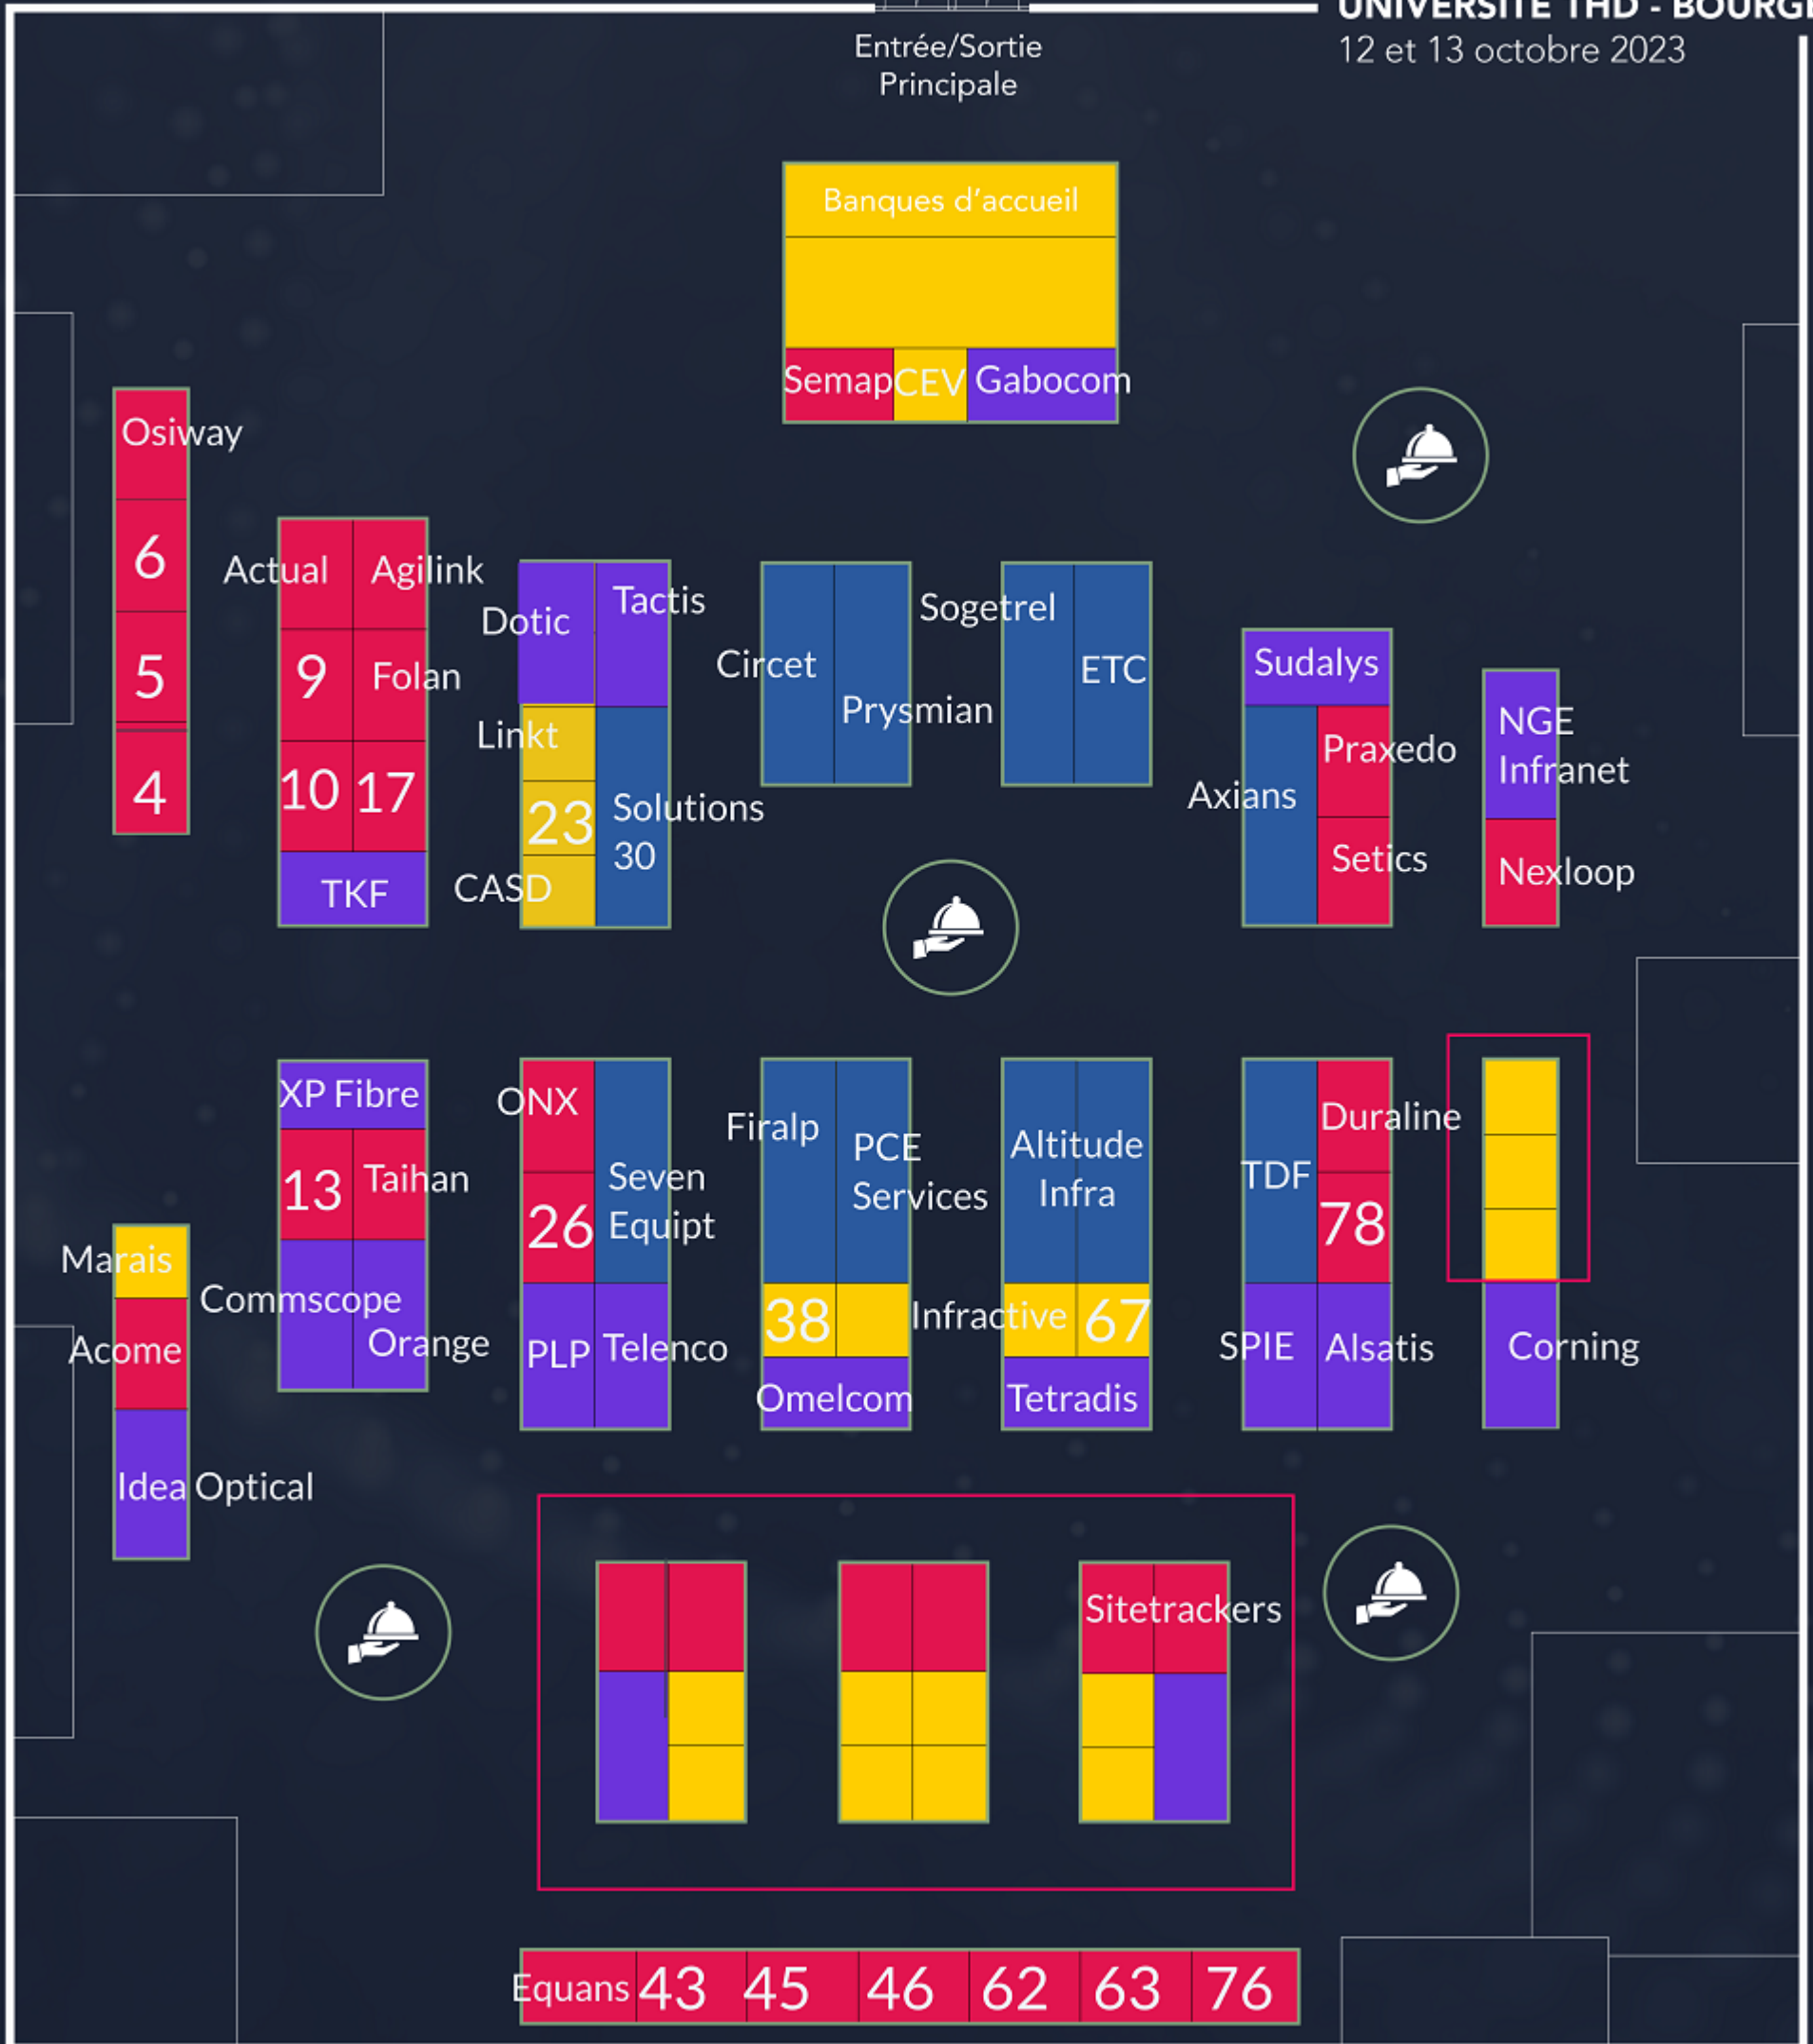 UNIVERSITÉ THD - BOURGE
12 et 13 octobre 2023
Entrée/Sortie
Principale
Banques d'accueil
Semap
CEV
Gabocom
Osiway
6
5
4
Actual
Agilink
9
Folan
10
17
TKF
Dotic
Tactis
Linkt
23
CASD
Solutions
30
Circet
Prysmian
Sogetrel
ETC
Sudalys
Axians
Praxedo
Setics
NGE
Infranet
Nexloop
XP Fibre
13
Taihan
Commscope
Orange
Marais
Acome
Idea Optical
ONX
26
Seven
Equipt
PLP
Telenco
Firalp
PCE
Services
38
Omelcom
Altitude
Infra
Infractive
67
Tetradis
TDF
Duraline
78
SPIE
Alsatis
Corning
Sitetrackers
Equans
43
45
46
62
63
76